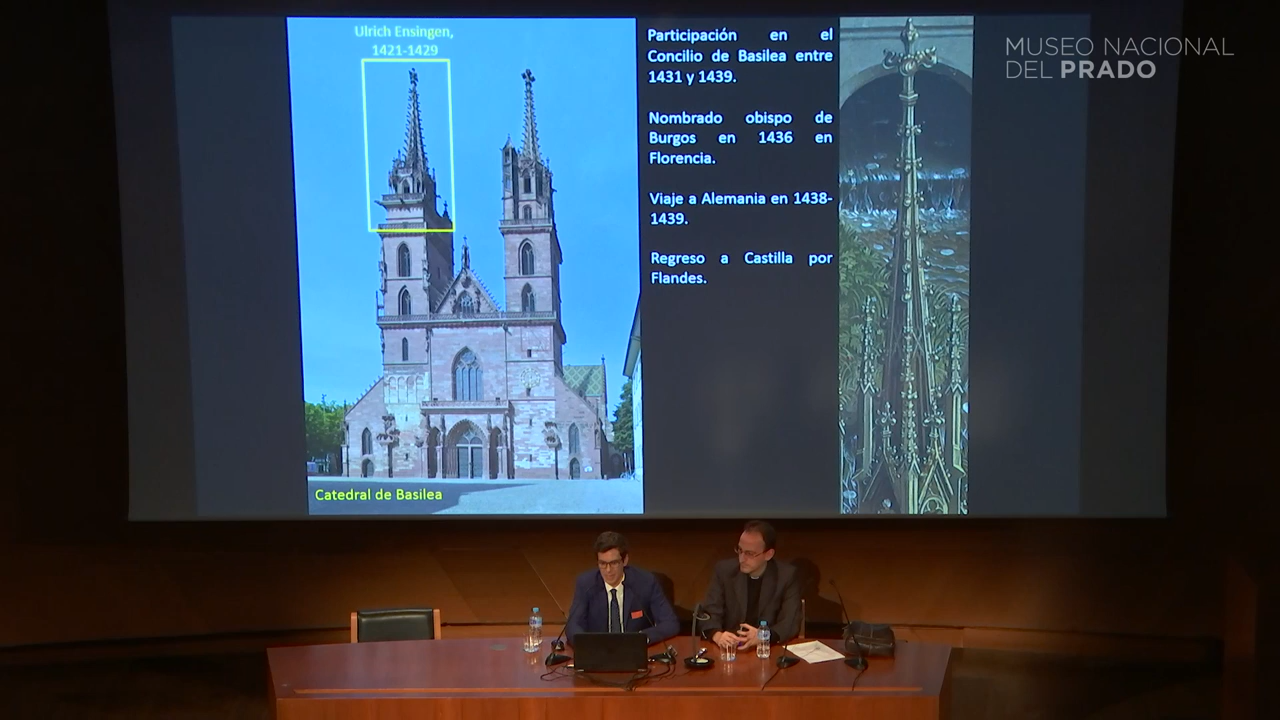 Ulrich Ensingen,
1421-1429
Catedral de Basilea
Participación en el
Concilio de Basilea entre
1431 y 1439.
Nombrado obispo de
Burgos en 1436 en
Florencia.
Viaje a Alemania en 1438-
1439.
Regreso a Castilla por
Flandes.
MUSEO NACIONAL
DEL PRADO